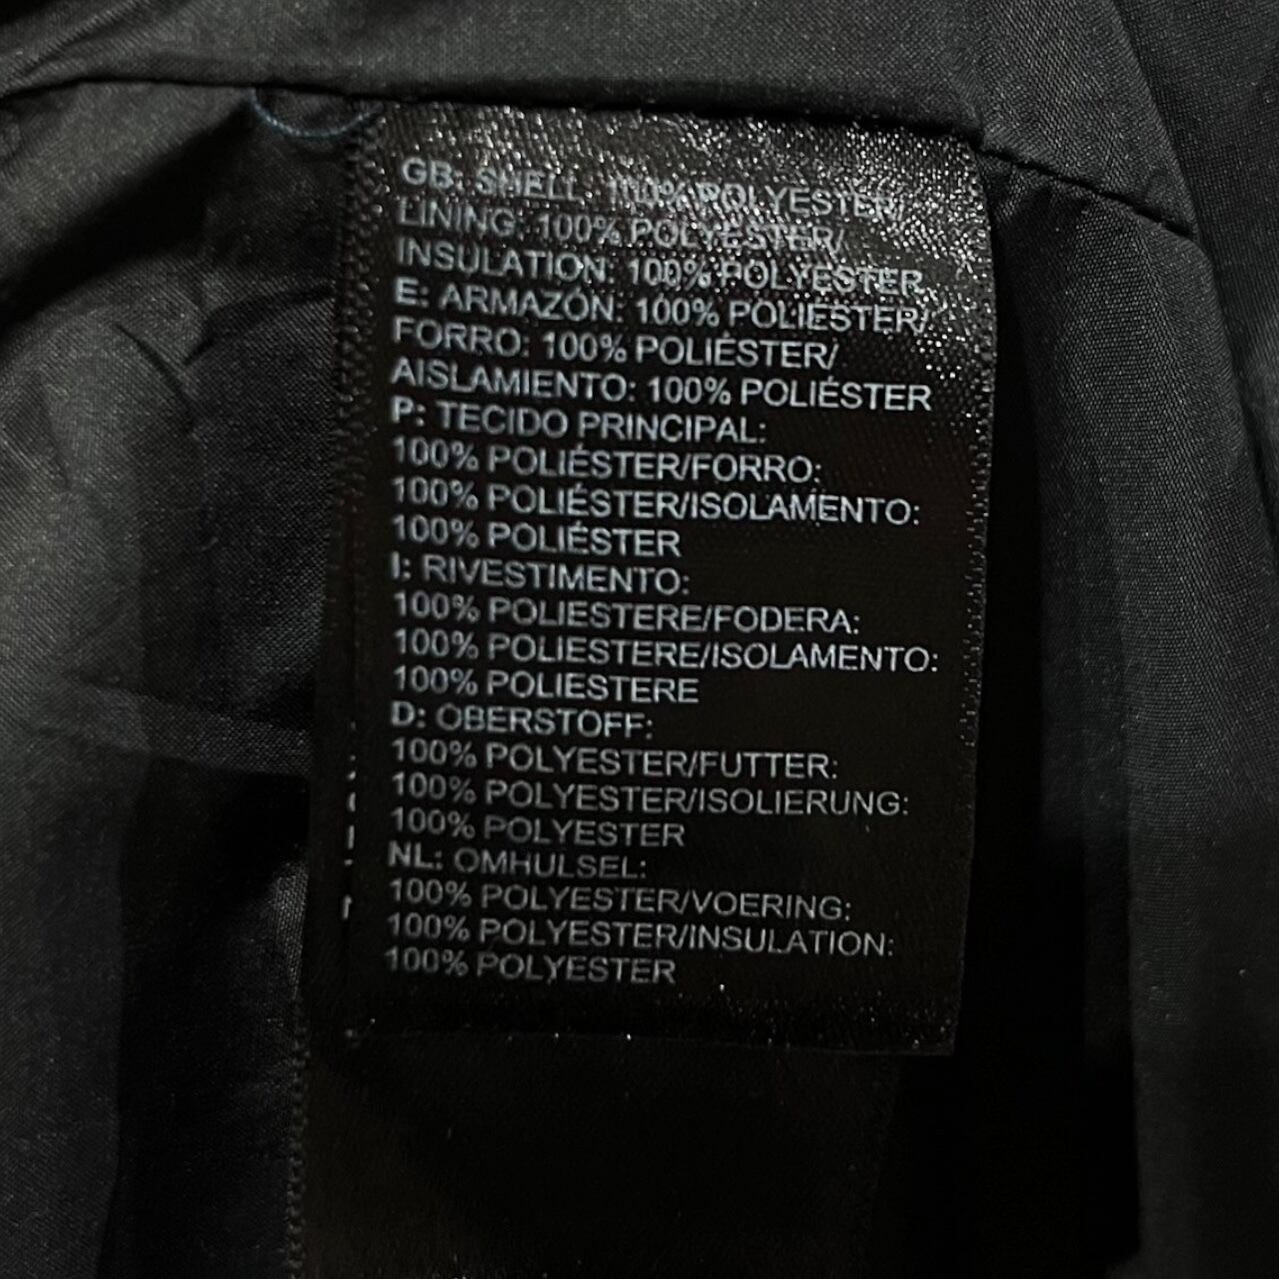 GB: SHELL: 100% POLYESTER/
LINING: 100% POLYESTER/
INSULATION: 100% POLYESTER
E: ARMAZÓN: 100% POLIÉSTER/
FORRO: 100% POLIÉSTER/
AISLAMIENTO: 100% POLIÉSTER
P: TECIDO PRINCIPAL:
100% POLIÉSTER/FORRO:
100% POLIÉSTER/ISOLAMENTO:
100% POLIÉSTER
I: RIVESTIMENTO:
100% POLIESTERE/FODERA:
100% POLIESTERE/ISOLAMENTO:
100% POLIESTERE
D: OBERSTOFF:
100% POLYESTER/FUTTER:
100% POLYESTER/ISOLIERUNG:
100% POLYESTER
NL: OMHULSEL:
100% POLYESTER/VOERING:
100% POLYESTER/INSULATION:
100% POLYESTER